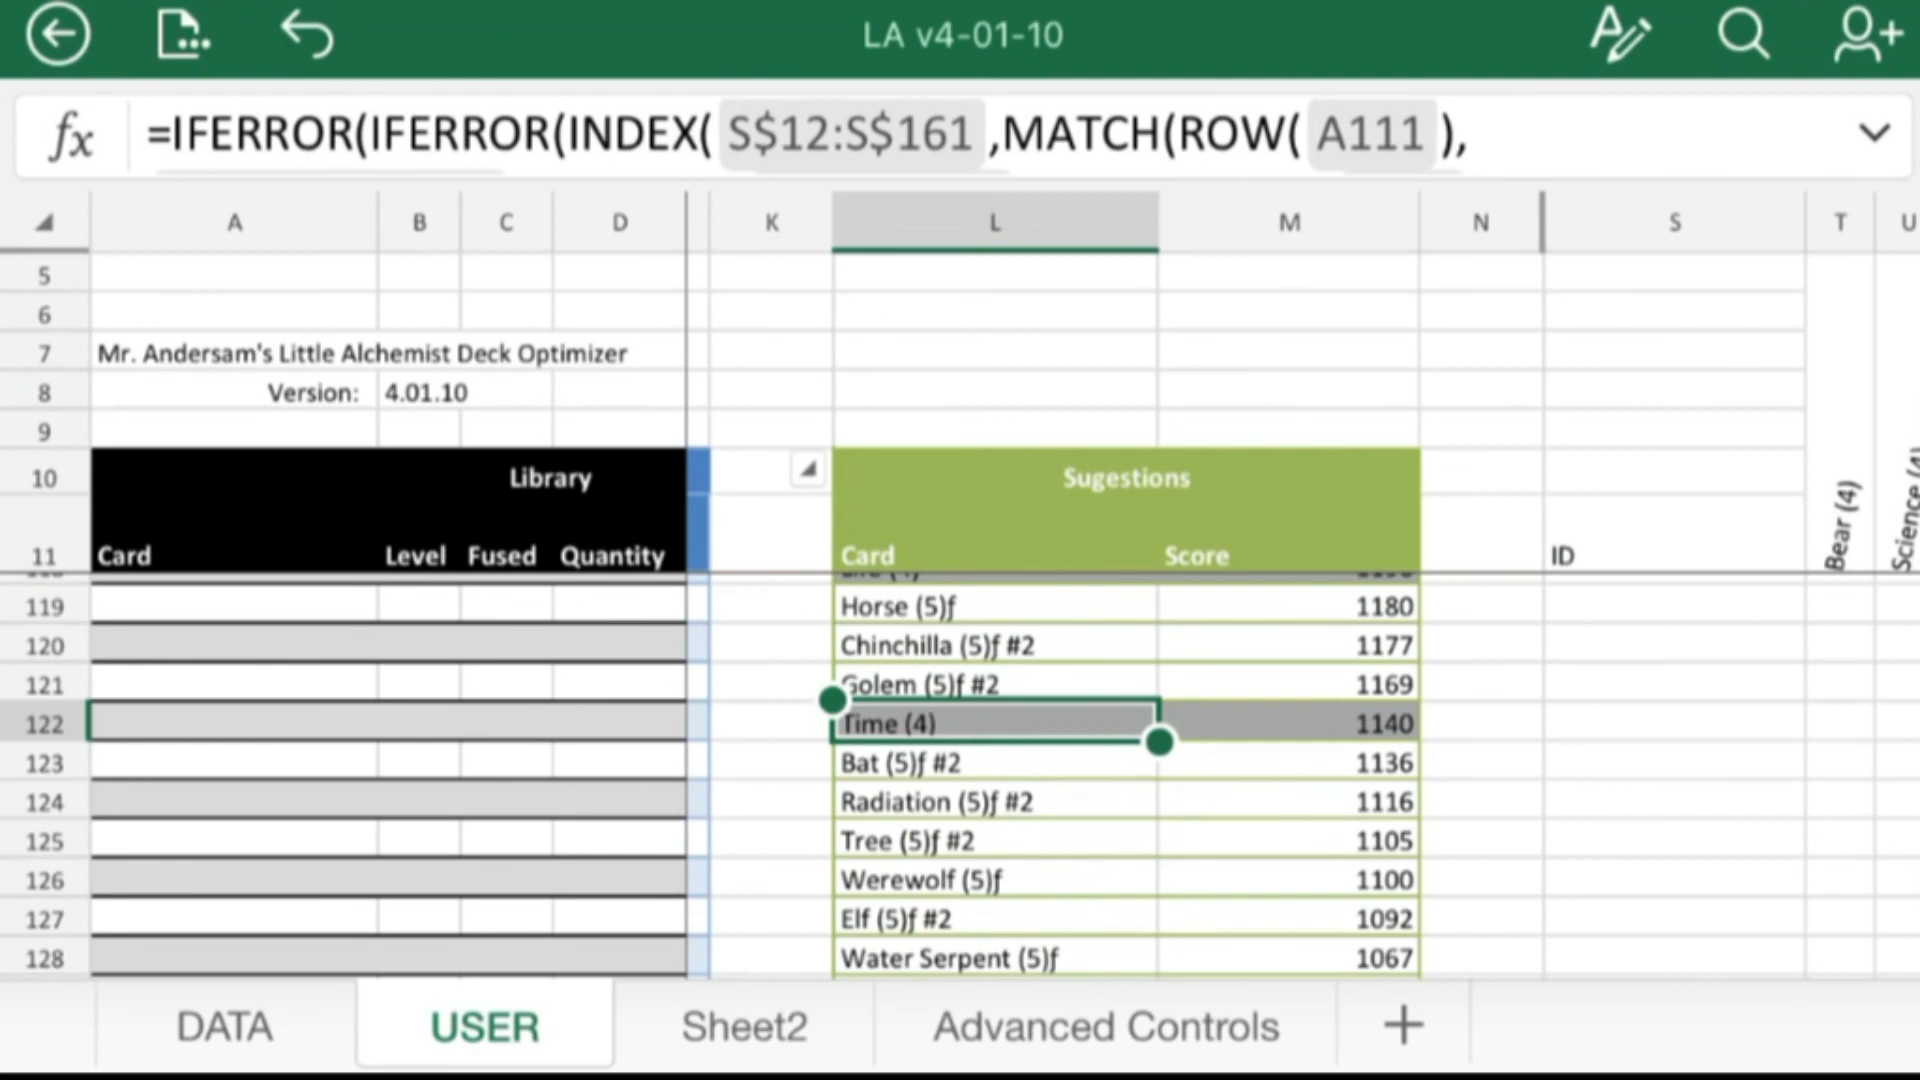 LA v4-01-10
fx =IFERROR(IFERROR(INDEX( S$12:S$161 ,MATCH(ROW( A111 ),
A B C D K L M N S T U
5
6
7 Mr. Andersam's Little Alchemist Deck Optimizer
8 Version: 4.01.10
9
10 Library Sugestions
11 Card Level Fused Quantity Card Score ID Bear (4) Science (4)
119 Horse (5)ƒ 1180
120 Chinchilla (5)ƒ #2 1177
121 Golem (5)ƒ #2 1169
122 Time (4) 1140
123 Bat (5)ƒ #2 1136
124 Radiation (5)ƒ #2 1116
125 Tree (5)ƒ #2 1105
126 Werewolf (5)ƒ 1100
127 Elf (5)ƒ #2 1092
128 Water Serpent (5)ƒ 1067
DATA USER Sheet2 Advanced Controls +